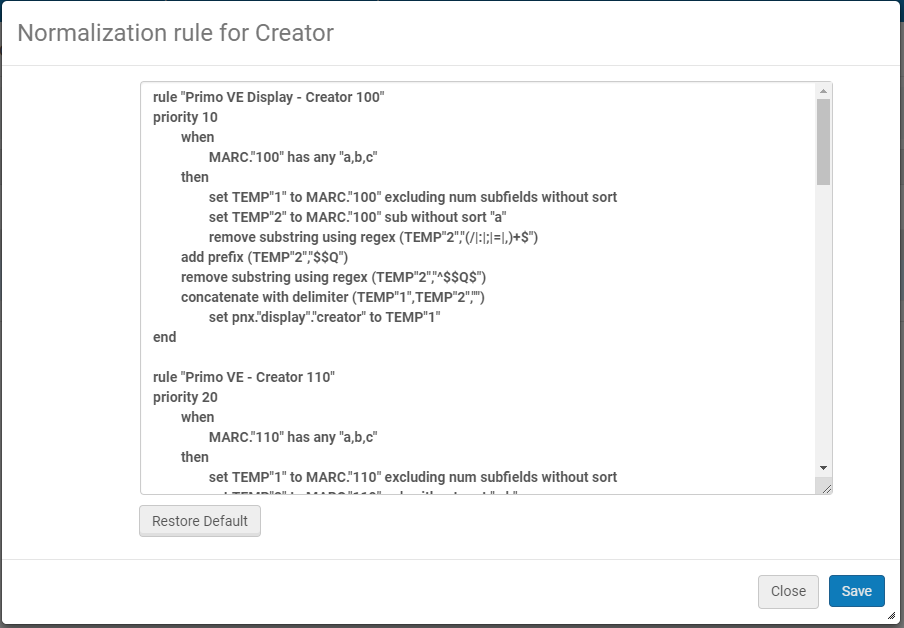 Normalization rule for Creator
rule "Primo VE Display - Creator 100"
priority 10
when
MARC."100" has any "a,b,c"
then
set TEMP"1" to MARC."100" excluding num subfields without sort
set TEMP"2" to MARC."100" sub without sort "a"
remove substring using regex (TEMP"2","(/|:|;|=|,)+$")
add prefix (TEMP"2","$$Q")
remove substring using regex (TEMP"2","^$$Q$")
concatenate with delimiter (TEMP"1",TEMP"2","")
set pnx."display"."creator" to TEMP"1"
end
rule "Primo VE - Creator 110"
priority 20
when
MARC."110" has any "a,b,c"
then
set TEMP"1" to MARC."110" excluding num subfields without sort
Restore Default
Close
Save